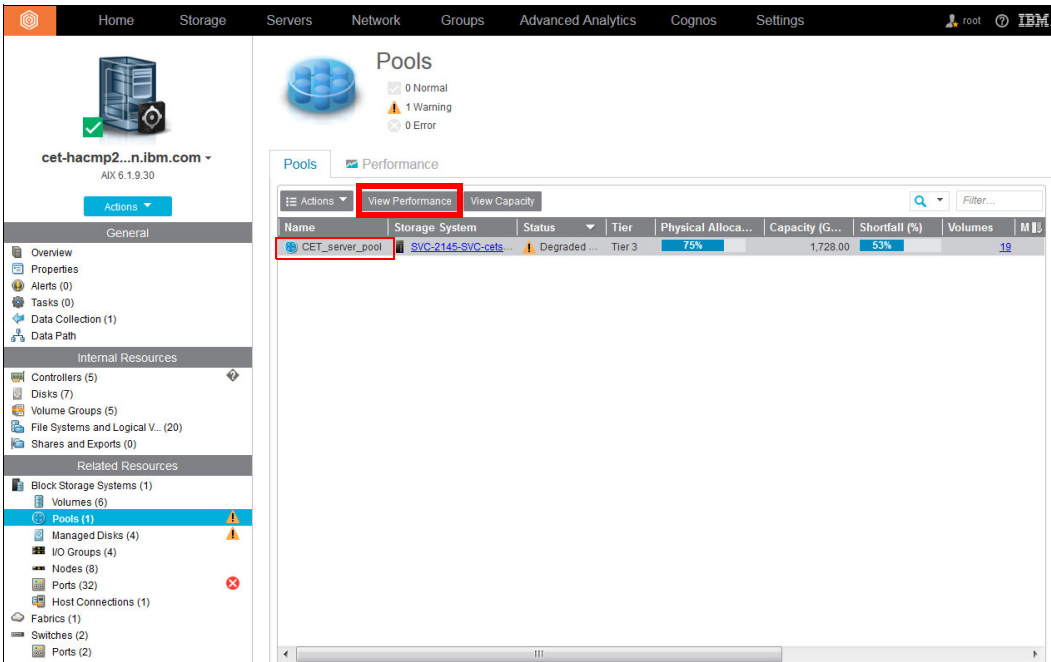 Home Storage Servers Network Groups Advanced Analytics Cognos Settings root IBM
cet-hacmp2...n.ibm.com
AIX 6.1.9.30
Actions
General
Overview
Properties
Alerts (0)
Tasks (0)
Data Collection (1)
Data Path
Internal Resources
Controllers (5)
Disks (7)
Volume Groups (5)
File Systems and Logical V... (20)
Shares and Exports (0)
Related Resources
Block Storage Systems (1)
Volumes (6)
Pools (1)
Managed Disks (4)
I/O Groups (4)
Nodes (8)
Ports (32)
Host Connections (1)
Fabrics (1)
Switches (2)
Ports (2)
Pools
0 Normal
1 Warning
0 Error
Pools Performance
Actions View Performance View Capacity Filter...
Name Storage System Status Tier Physical Alloca... Capacity (G... Shortfall (%) Volumes M
CET_server_pool SVC-2145-SVC-cets... Degraded ... Tier 3 75% 1,728.00 53% 19